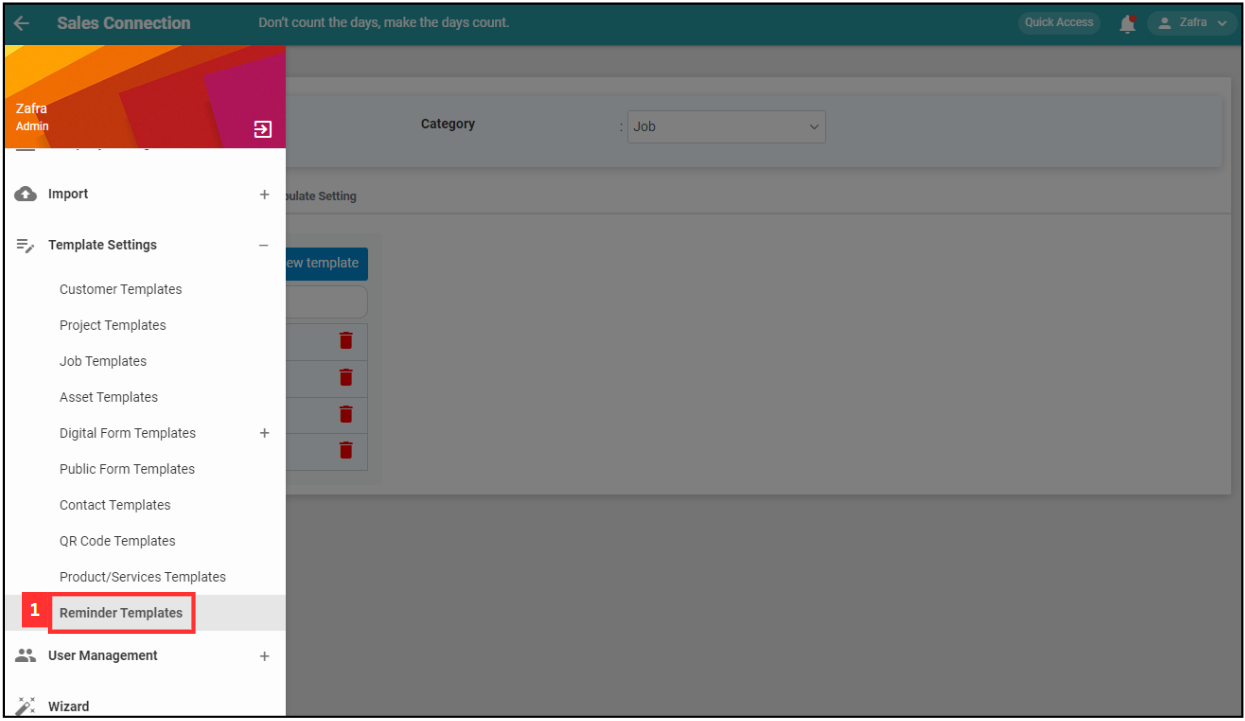 Sales Connection
Don't count the days, make the days count.
Quick Access
Zafra
Zafra
Admin
Category
:
Job
Import
+
Template Settings
Setting
Customer Templates
ew template
Project Templates
Job Templates
Asset Templates
Digital Form Templates
+
Public Form Templates
Contact Templates
QR Code Templates
Product/Services Templates
1
Reminder Templates
User Management
+
Wizard